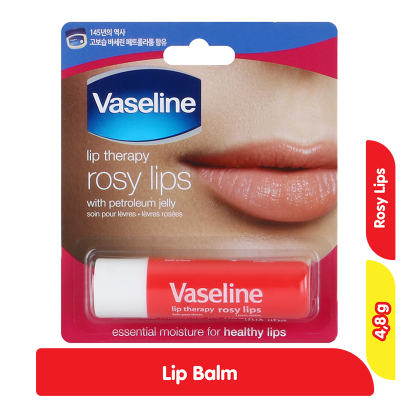 145년의 역사
고보습 바세린 페트롤라툼 함유
Vaseline
lip therapy
rosy lips
with petroleum jelly
soin pour lèvres • lèvres rosées
Vaseline
lip therapy rosy lips
essential moisture for healthy lips
Rosy Lips
4,8g
Lip Balm